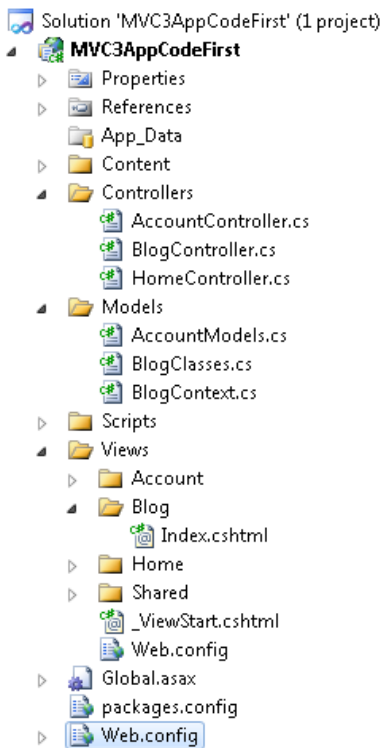 Solution 'MVC3AppCodeFirst' (1 project)
MVC3AppCodeFirst
Properties
References
App_Data
Content
Controllers
AccountController.cs
BlogController.cs
HomeController.cs
Models
AccountModels.cs
BlogClasses.cs
BlogContext.cs
Scripts
Views
Account
Blog
Index.cshtml
Home
Shared
_ViewStart.cshtml
Web.config
Global.asax
packages.config
Web.config